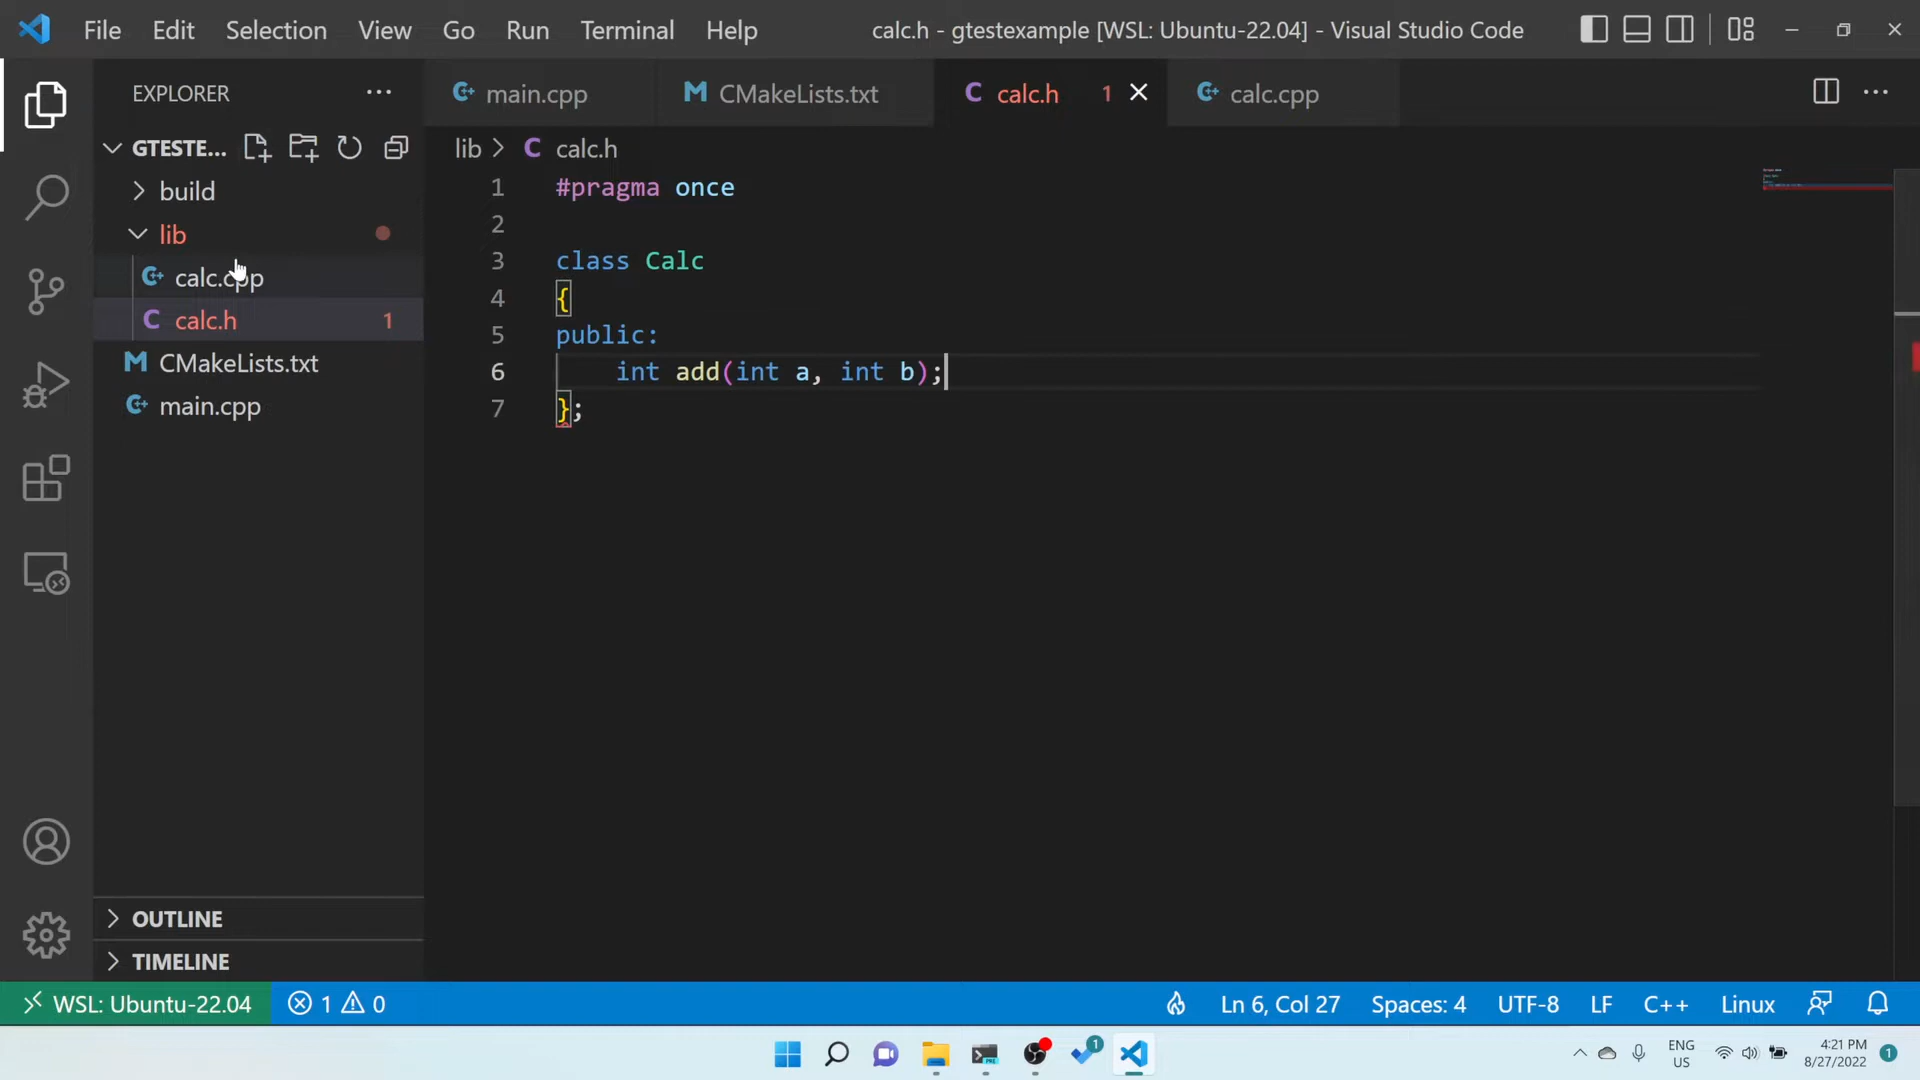 File Edit Selection View Go Run Terminal Help calc.h - gtestexample [WSL: Ubuntu-22.04] - Visual Studio Code
EXPLORER
main.cpp CMakeLists.txt calc.h 1 calc.cpp
GTESTE...
lib > C calc.h
build
lib
calc.cpp
calc.h 1
CMakeLists.txt
main.cpp
1 #pragma once
2
3 class Calc
4 {
5 public:
6 int add(int a, int b);
7 };
OUTLINE
TIMELINE
WSL: Ubuntu-22.04 1 0 Ln 6, Col 27 Spaces: 4 UTF-8 LF C++ Linux
1
ENG
US
4:21 PM
8/27/2022
1